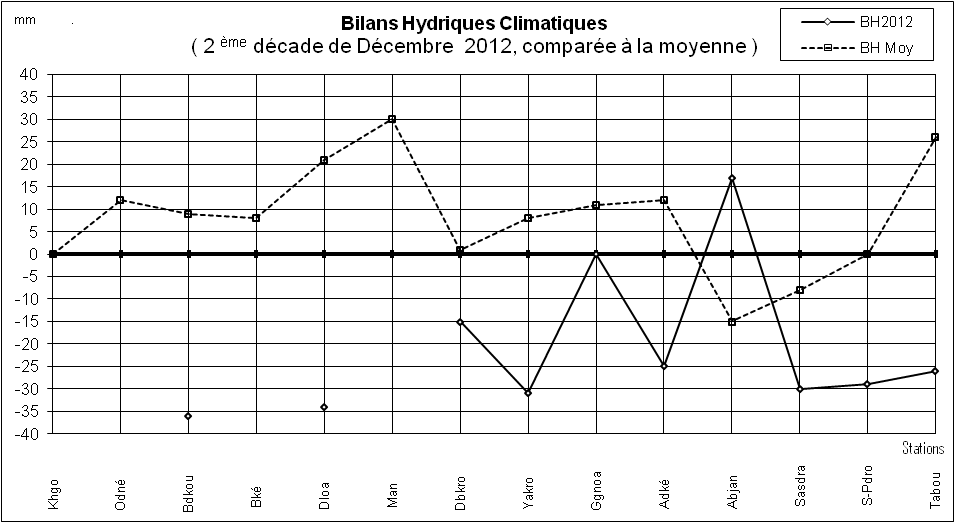 mm .
Bilans Hydriques Climatiques
( 2 ème décade de Décembre 2012, comparée à la moyenne )
BH2012
BH Moy
40
35
30
25
20
15
10
5
0
-5
-10
-15
-20
-25
-30
-35
-40
Stations
Khgo
Odné
Bdkou
Bké
Dloa
Man
Dbkro
Yakro
Ggnoa
Adké
Abjan
Sasdra
S-Pdro
Tabou